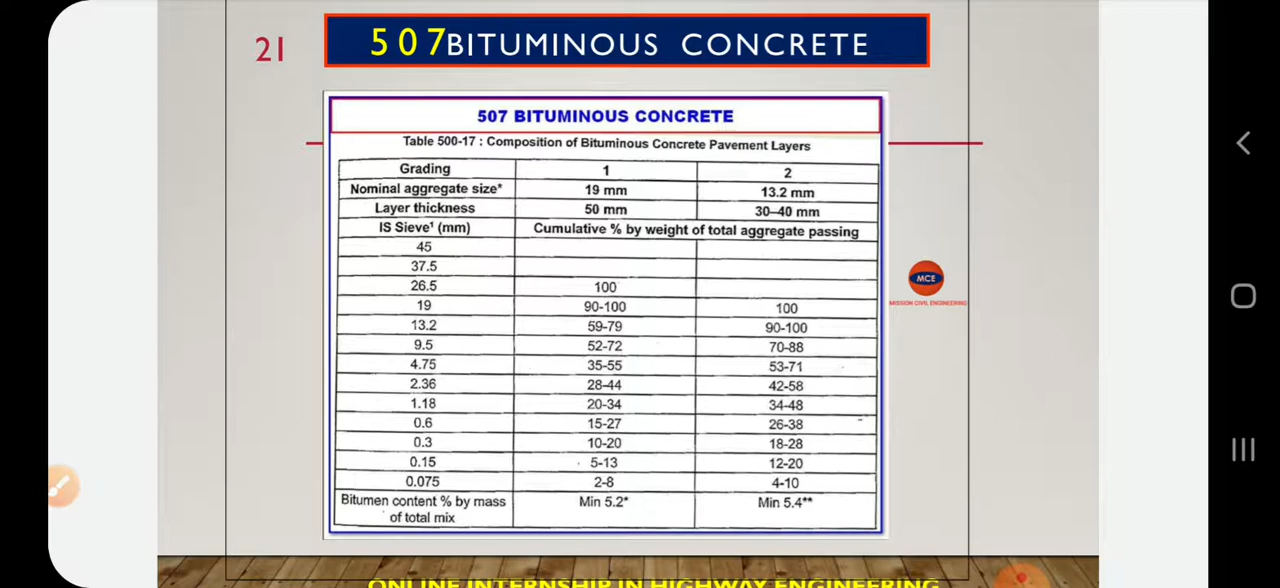 21
507 BITUMINOUS CONCRETE
507 BITUMINOUS CONCRETE
Table 500-17 : Composition of Bituminous Concrete Pavement Layers
Grading 1 2
Nominal aggregate size* 19 mm 13.2 mm
Layer thickness 50 mm 30–40 mm
IS Sieve¹ (mm) Cumulative % by weight of total aggregate passing
45
37.5
26.5 100
19 90-100 100
13.2 59-79 90-100
9.5 52-72 70-88
4.75 35-55 53-71
2.36 28-44 42-58
1.18 20-34 34-48
0.6 15-27 26-38
0.3 10-20 18-28
0.15 5-13 12-20
0.075 2-8 4-10
Bitumen content % by mass of total mix Min 5.2* Min 5.4**
MCE
MISSION CIVIL ENGINEERING
ONLINE INTERNSHIP IN HIGHWAY ENGINEERING